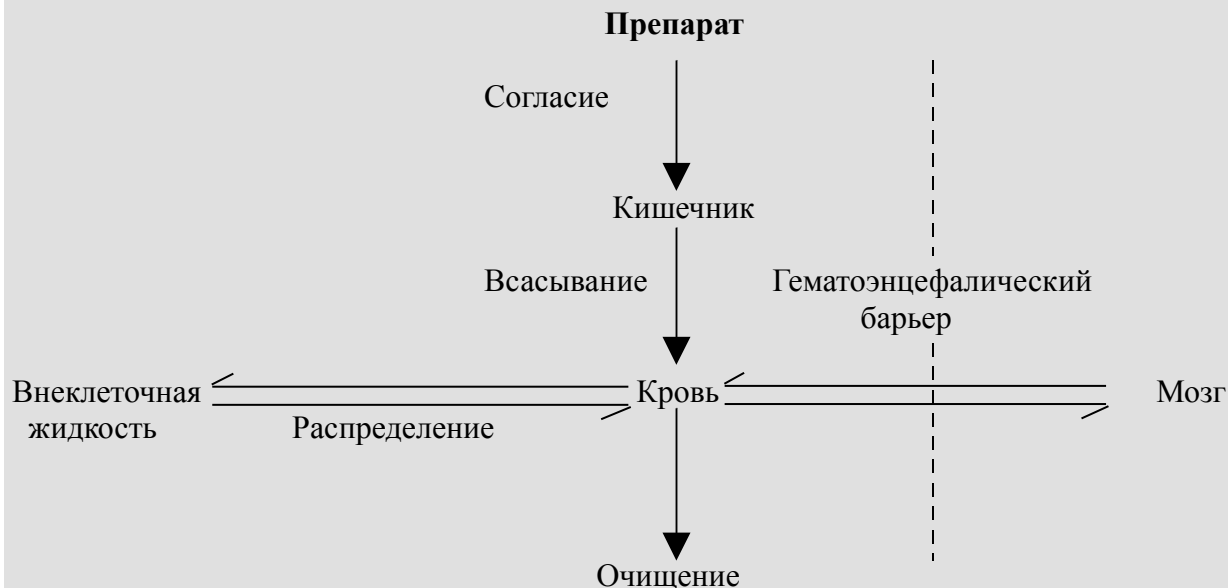 Препарат
Согласие
Кишечник
Всасывание
Гематоэнцефалический
барьер
Внеклеточная
жидкость
Распределение
Кровь
Мозг
Очищение